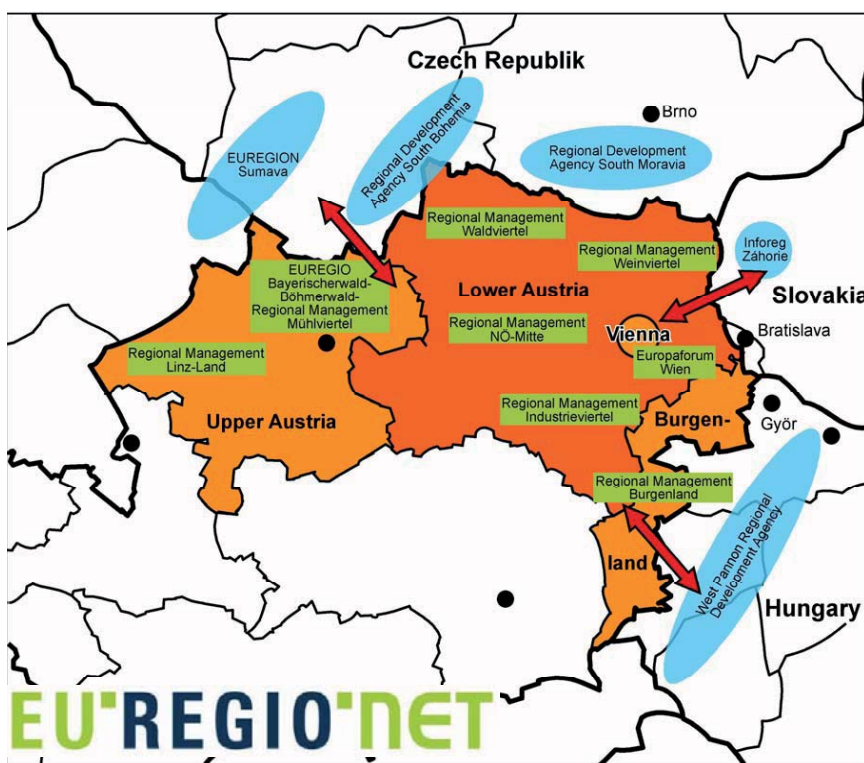 Czech Republik
Brno
EUREGION
Sumava
Regional Development
Agency South Bohemia
Regional Development
Agency South Moravia
Regional Management
Waldviertel
Regional Management
Weinviertel
Inforeg
Záhorie
EUREGIO
Bayerischerwald-
Döhmerwald-
Regional Management
Mühlviertel
Lower Austria
Slovakia
Regional Management
NÖ-Mitte
Vienna
Bratislava
Regional Management
Linz-Land
Europaforum
Wien
Upper Austria
Regional Management
Industrieviertel
Burgen-
Györ
Regional Management
Burgenland
land
West Pannon Regional
Develcoment Agency
Hungary
EU REGIO NET